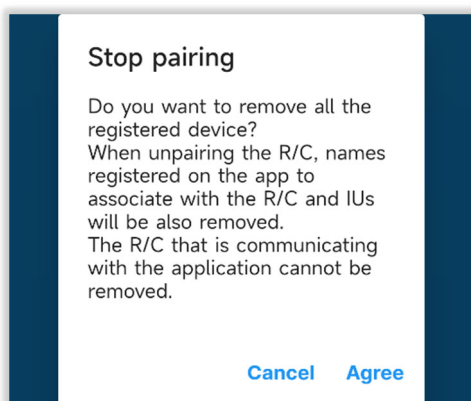 Stop pairing
Do you want to remove all the
registered device?
When unpairing the R/C, names
registered on the app to
associate with the R/C and IUs
will be also removed.
The R/C that is communicating
with the application cannot be
removed.
Cancel Agree